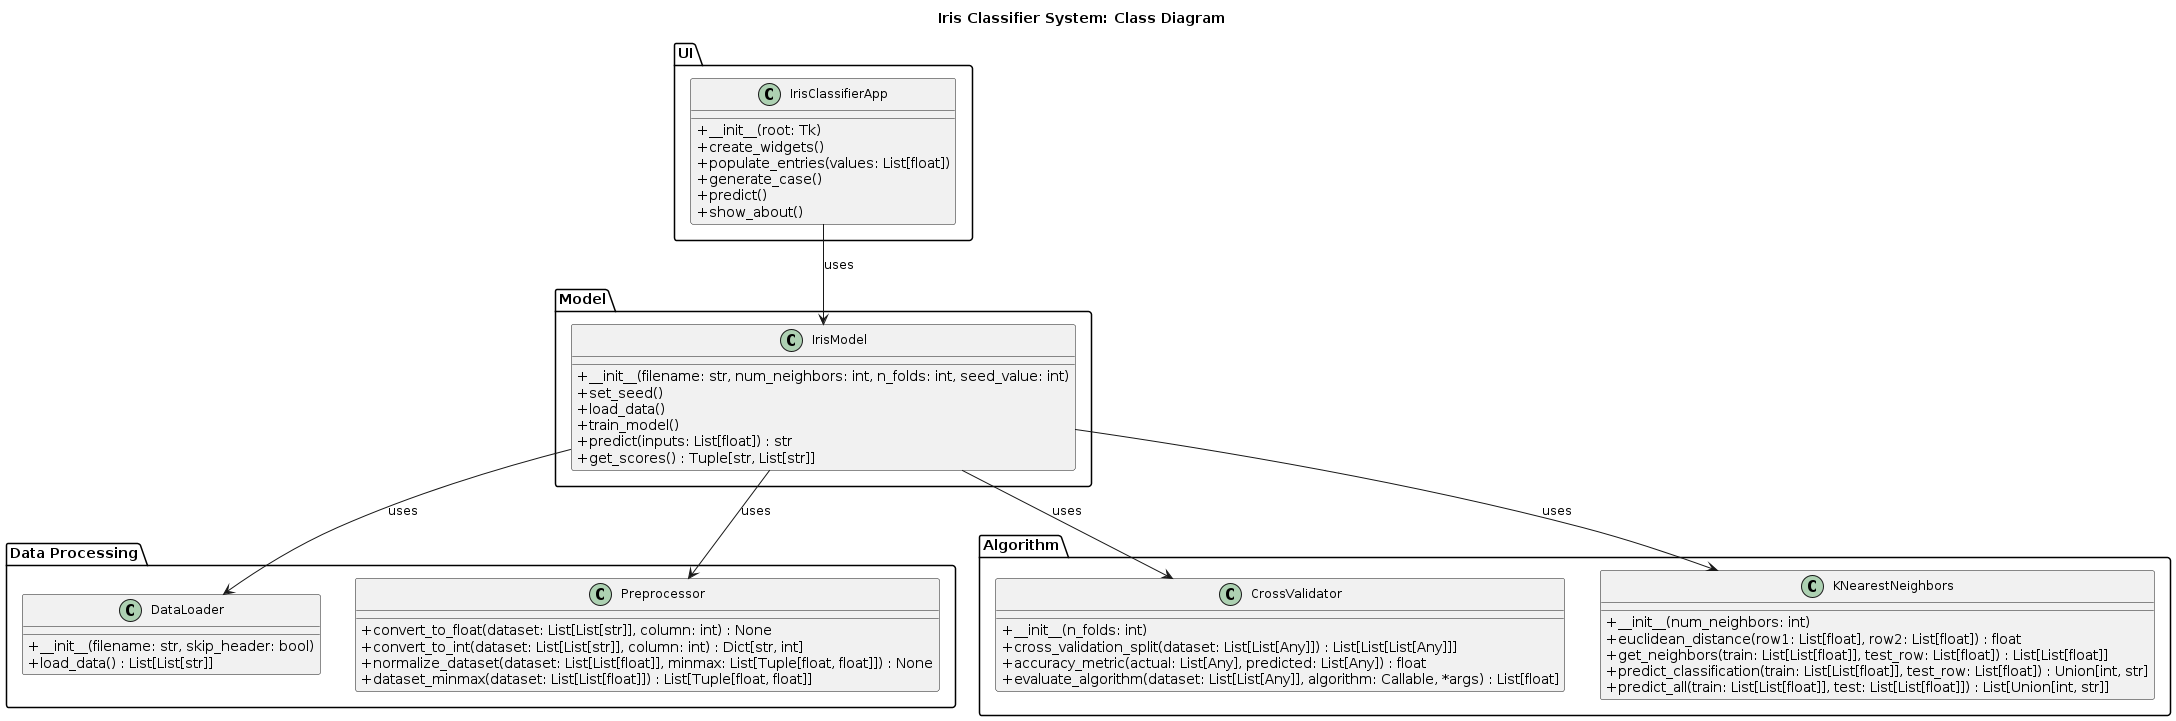 Iris Classifier System: Class Diagram
UI
C IrisClassifierApp
+__init__(root: Tk)
+create_widgets()
+populate_entries(values: List[float])
+generate_case()
+predict()
+show_about()
uses
Model
C IrisModel
+__init__(filename: str, num_neighbors: int, n_folds: int, seed_value: int)
+set_seed()
+load_data()
+train_model()
+predict(inputs: List[float]) : str
+get_scores() : Tuple[str, List[str]]
uses
uses
uses
uses
Data Processing
C DataLoader
+__init__(filename: str, skip_header: bool)
+load_data() : List[List[str]]
C Preprocessor
+convert_to_float(dataset: List[List[str]], column: int) : None
+convert_to_int(dataset: List[List[str]], column: int) : Dict[str, int]
+normalize_dataset(dataset: List[List[float]], minmax: List[Tuple[float, float]]) : None
+dataset_minmax(dataset: List[List[float]]) : List[Tuple[float, float]]
Algorithm
C CrossValidator
+__init__(n_folds: int)
+cross_validation_split(dataset: List[List[Any]]) : List[List[List[Any]]]
+accuracy_metric(actual: List[Any], predicted: List[Any]) : float
+evaluate_algorithm(dataset: List[List[Any]], algorithm: Callable, *args) : List[float]
C KNearestNeighbors
+__init__(num_neighbors: int)
+euclidean_distance(row1: List[float], row2: List[float]) : float
+get_neighbors(train: List[List[float]], test_row: List[float]) : List[List[float]]
+predict_classification(train: List[List[float]], test_row: List[float]) : Union[int, str]
+predict_all(train: List[List[float]], test: List[List[float]]) : List[Union[int, str]]